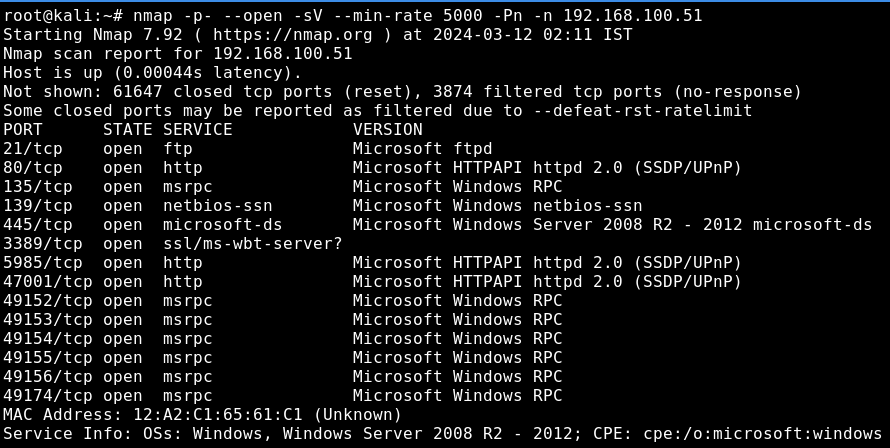 root@kali:~# nmap -p- --open -sV --min-rate 5000 -Pn -n 192.168.100.51
Starting Nmap 7.92 ( https://nmap.org ) at 2024-03-12 02:11 IST
Nmap scan report for 192.168.100.51
Host is up (0.00044s latency).
Not shown: 61647 closed tcp ports (reset), 3874 filtered tcp ports (no-response)
Some closed ports may be reported as filtered due to --defeat-rst-ratelimit
PORT      STATE SERVICE            VERSION
21/tcp    open  ftp                Microsoft ftpd
80/tcp    open  http               Microsoft HTTPAPI httpd 2.0 (SSDP/UPnP)
135/tcp   open  msrpc              Microsoft Windows RPC
139/tcp   open  netbios-ssn        Microsoft Windows netbios-ssn
445/tcp   open  microsoft-ds       Microsoft Windows Server 2008 R2 - 2012 microsoft-ds
3389/tcp  open  ssl/ms-wbt-server?
5985/tcp  open  http               Microsoft HTTPAPI httpd 2.0 (SSDP/UPnP)
47001/tcp open  http               Microsoft HTTPAPI httpd 2.0 (SSDP/UPnP)
49152/tcp open  msrpc              Microsoft Windows RPC
49153/tcp open  msrpc              Microsoft Windows RPC
49154/tcp open  msrpc              Microsoft Windows RPC
49155/tcp open  msrpc              Microsoft Windows RPC
49156/tcp open  msrpc              Microsoft Windows RPC
49174/tcp open  msrpc              Microsoft Windows RPC
MAC Address: 12:A2:C1:65:61:C1 (Unknown)
Service Info: OSs: Windows, Windows Server 2008 R2 - 2012; CPE: cpe:/o:microsoft:windows